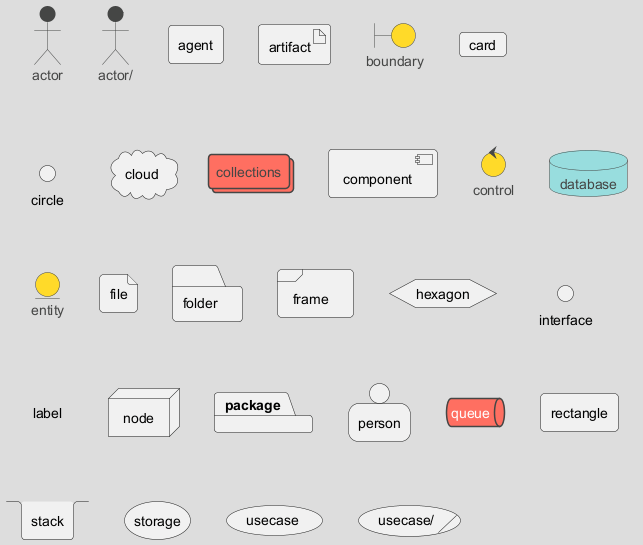 actor
actor/
agent
artifact
boundary
card
circle
cloud
collections
component
control
database
entity
file
folder
frame
hexagon
interface
label
node
package
person
queue
rectangle
stack
storage
usecase
usecase/